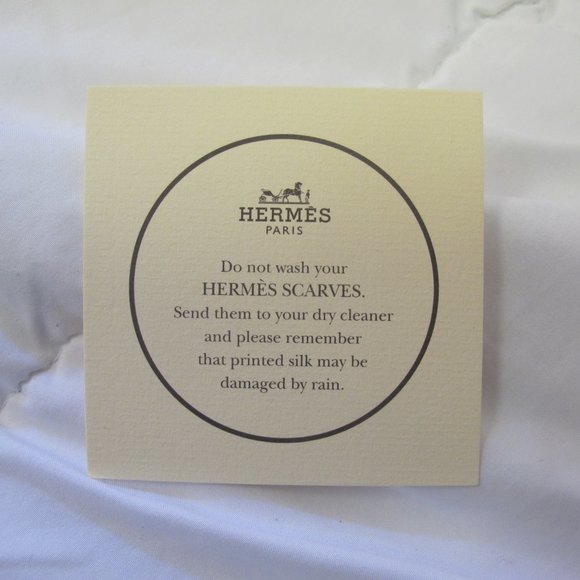 HERMÈS
PARIS
Do not wash your
HERMÈS SCARVES.
Send them to your dry cleaner
and please remember
that printed silk may be
damaged by rain.